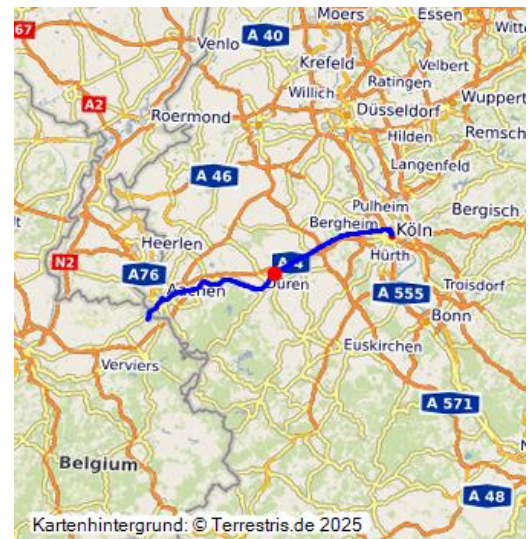 67
Moers
Essen
A 40
Witte
Venlo
Krefeld
Velbert
Ratingen
Willich
A2
Wuppert
Düsseldorf
Roermond
Hilden
Remsch
A 46
Langenfeld
Pulheim
Bergheim
Köln
Bergisch
Heerlen
N2
A76
A 4
Hürth
Aachen
Düren
A 555
Troisdorf
Bonn
Euskirchen
Verviers
A 571
Belgium
A 48
Kartenhintergrund: © Terrestris.de 2025